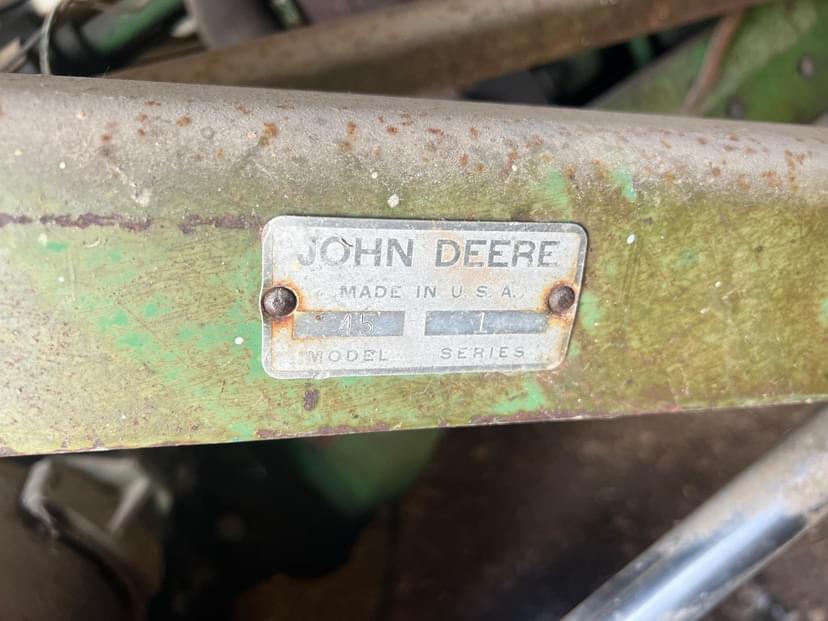 JOHN DEERE
MADE IN U.S.A.
45 1
MODEL SERIES